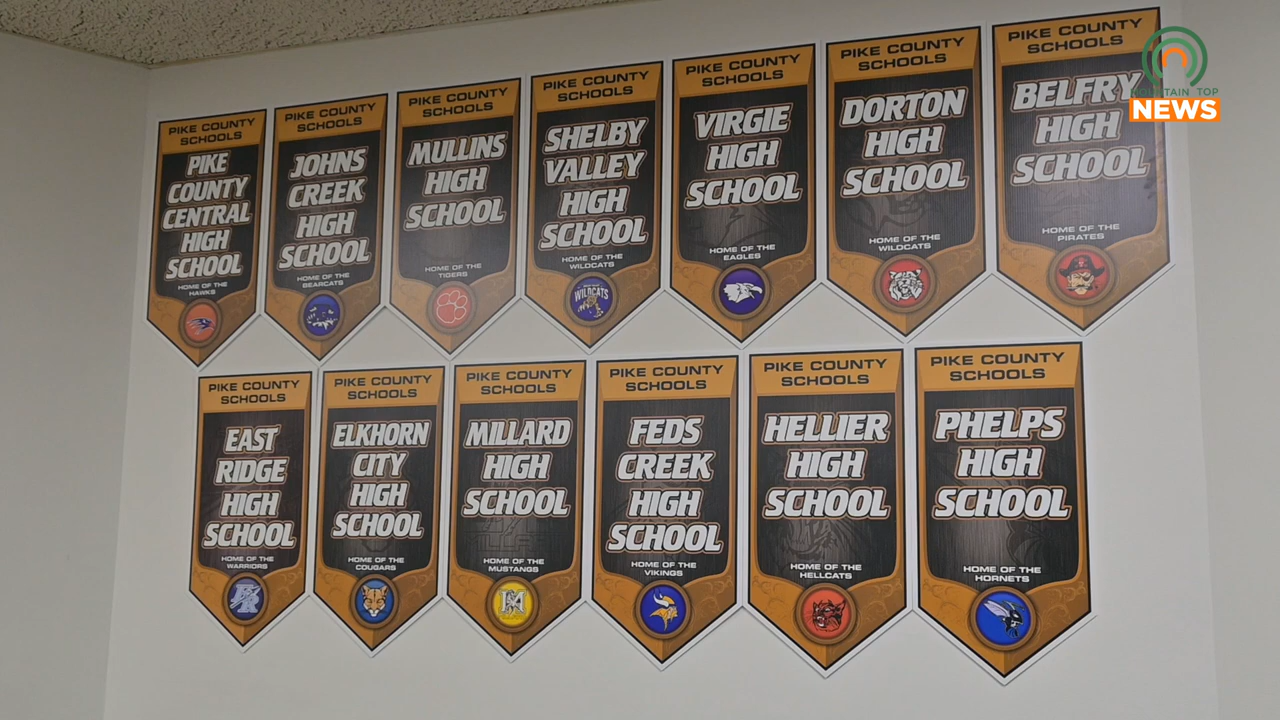 PIKE COUNTY
SCHOOLS
PIKE
COUNTY
CENTRAL
HIGH
SCHOOL
HOME OF THE
HAWKS
PIKE COUNTY
SCHOOLS
JOHNS
CREEK
HIGH
SCHOOL
HOME OF THE
BEARCATS
PIKE COUNTY
SCHOOLS
MULLINS
HIGH
SCHOOL
HOME OF THE
TIGERS
PIKE COUNTY
SCHOOLS
SHELBY
VALLEY
HIGH
SCHOOL
HOME OF THE
WILDCATS
WILDCATS
PIKE COUNTY
SCHOOLS
VIRGIE
HIGH
SCHOOL
HOME OF THE
EAGLES
PIKE COUNTY
SCHOOLS
DORTON
HIGH
SCHOOL
HOME OF THE
WILDCATS
PIKE COUNTY
SCHOOLS
BELFRY
HIGH
SCHOOL
HOME OF THE
PIRATES
MOUNTAIN TOP
NEWS
PIKE COUNTY
SCHOOLS
EAST
RIDGE
HIGH
SCHOOL
HOME OF THE
WARRIORS
PIKE COUNTY
SCHOOLS
ELKHORN
CITY
HIGH
SCHOOL
HOME OF THE
COUGARS
PIKE COUNTY
SCHOOLS
MILLARD
HIGH
SCHOOL
HOME OF THE
MUSTANGS
M
PIKE COUNTY
SCHOOLS
FEDS
CREEK
HIGH
SCHOOL
HOME OF THE
VIKINGS
PIKE COUNTY
SCHOOLS
HELLIER
HIGH
SCHOOL
HOME OF THE
HELLCATS
PIKE COUNTY
SCHOOLS
PHELPS
HIGH
SCHOOL
HOME OF THE
HORNETS